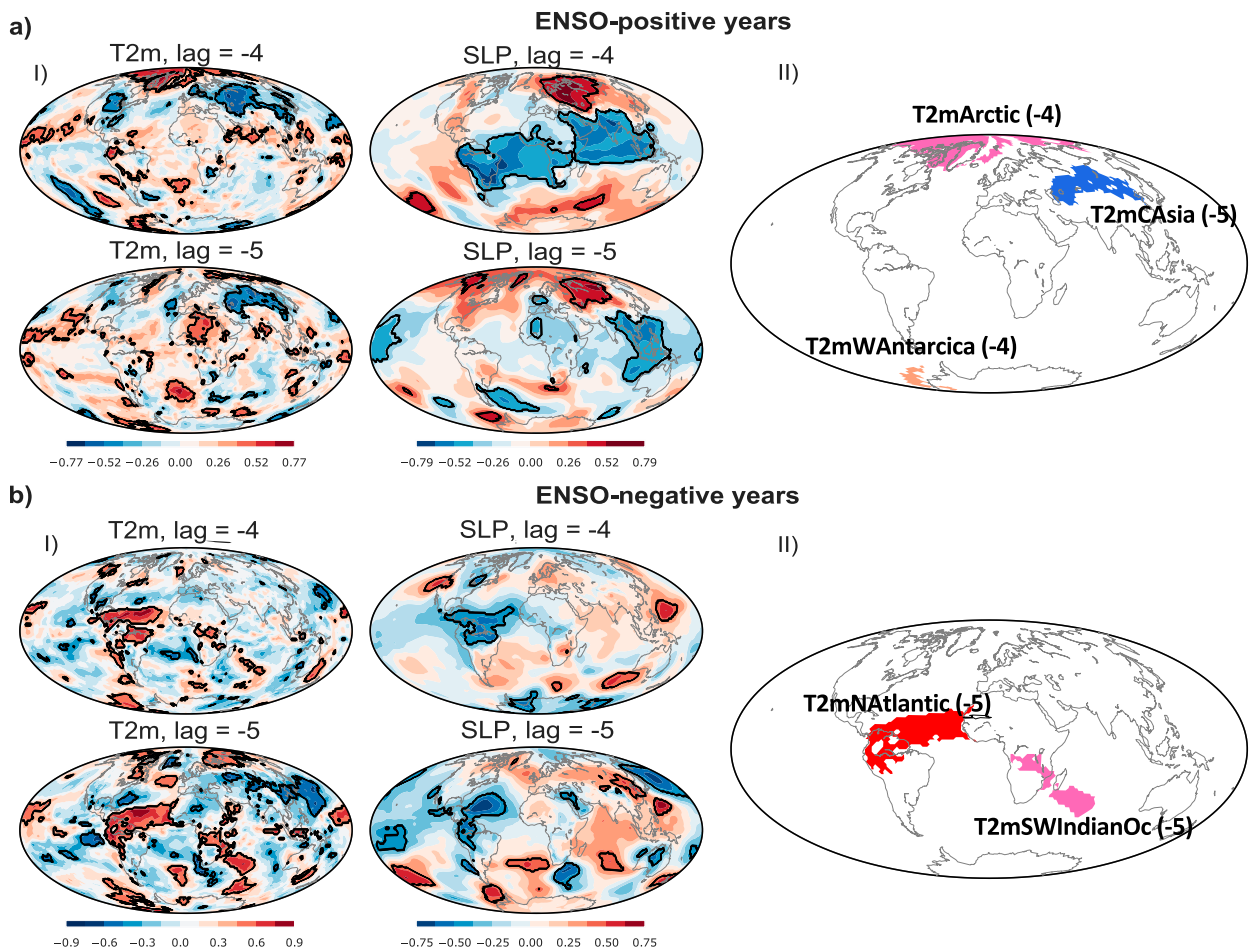 ENSO-positive years
a)
T2m, lag = -4
SLP, lag = -4
I)
II)
T2mArctic (-4)
T2mCAsia (-5)
T2m, lag = -5
SLP, lag = -5
T2mWAntarcica (-4)
−0.77 −0.52 −0.26 0.00 0.26 0.52 0.77
−0.79 −0.52 −0.26 0.00 0.26 0.52 0.79
b)
ENSO-negative years
T2m, lag = -4
SLP, lag = -4
I)
II)
T2mNAtlantic (-5)
T2m, lag = -5
SLP, lag = -5
T2mSWIndianOc (-5)
−0.9 −0.6 −0.3 0.0 0.3 0.6 0.9
−0.75 −0.50 −0.25 0.00 0.25 0.50 0.75